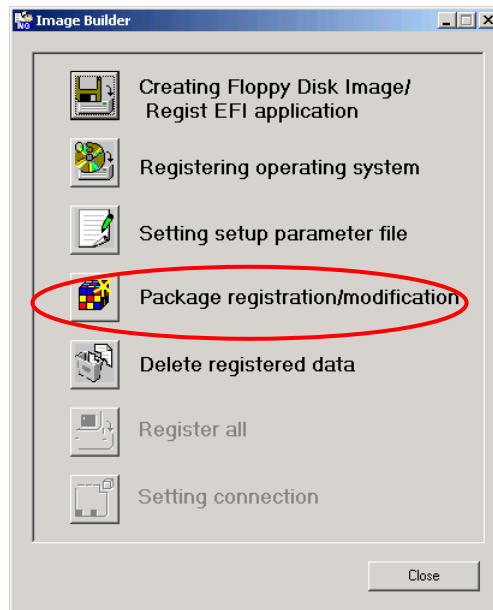 Image Builder
Creating Floppy Disk Image/
Regist EFI application
Registering operating system
Setting setup parameter file
Package registration/modification
Delete registered data
Register all
Setting connection
Close